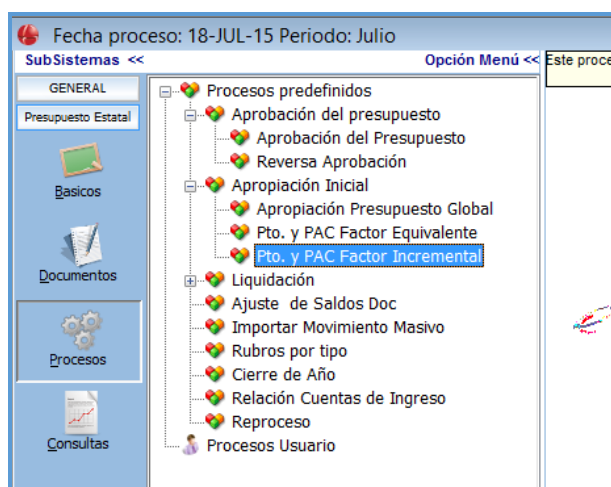 Fecha proceso: 18-JUL-15 Periodo: Julio
SubSistemas <<
Opción Menú <<
Este proce
GENERAL
Presupuesto Estatal
Basicos
Documentos
Procesos
Consultas
Procesos predefinidos
Aprobación del presupuesto
Aprobación del Presupuesto
Reversa Aprobación
Apropiación Inicial
Apropiación Presupuesto Global
Pto. y PAC Factor Equivalente
Pto. y PAC Factor Incremental
Liquidación
Ajuste de Saldos Doc
Importar Movimiento Masivo
Rubros por tipo
Cierre de Año
Relación Cuentas de Ingreso
Reproceso
Procesos Usuario